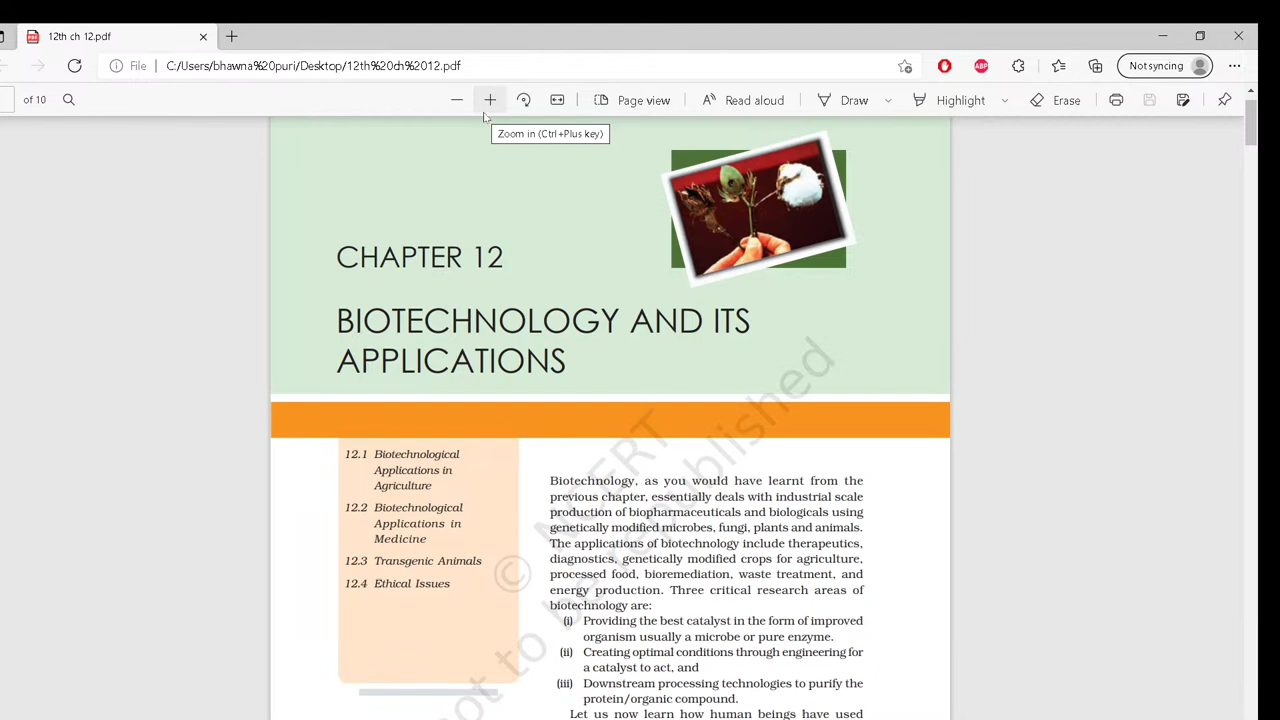 12th ch 12.pdf
File
C:/Users/bhawna%20puri/Desktop/12th%20ch%2012.pdf
Not syncing
of 10
Page view
Read aloud
Draw
Highlight
Erase
ABP
Zoom in (Ctrl+Plus key)
CHAPTER 12
BIOTECHNOLOGY AND ITS
APPLICATIONS
12.1 Biotechnological
Applications in
Agriculture
12.2 Biotechnological
Applications in
Medicine
12.3 Transgenic Animals
12.4 Ethical Issues
Biotechnology, as you would have learnt from the
previous chapter, essentially deals with industrial scale
production of biopharmaceuticals and biologicals using
genetically modified microbes, fungi, plants and animals.
The applications of biotechnology include therapeutics,
diagnostics, genetically modified crops for agriculture,
processed food, bioremediation, waste treatment, and
energy production. Three critical research areas of
biotechnology are:
(i) Providing the best catalyst in the form of improved
organism usually a microbe or pure enzyme.
(ii) Creating optimal conditions through engineering for
a catalyst to act, and
(iii) Downstream processing technologies to purify the
protein/organic compound.
Let us now learn how human beings have used
© NCERT
not to be republished